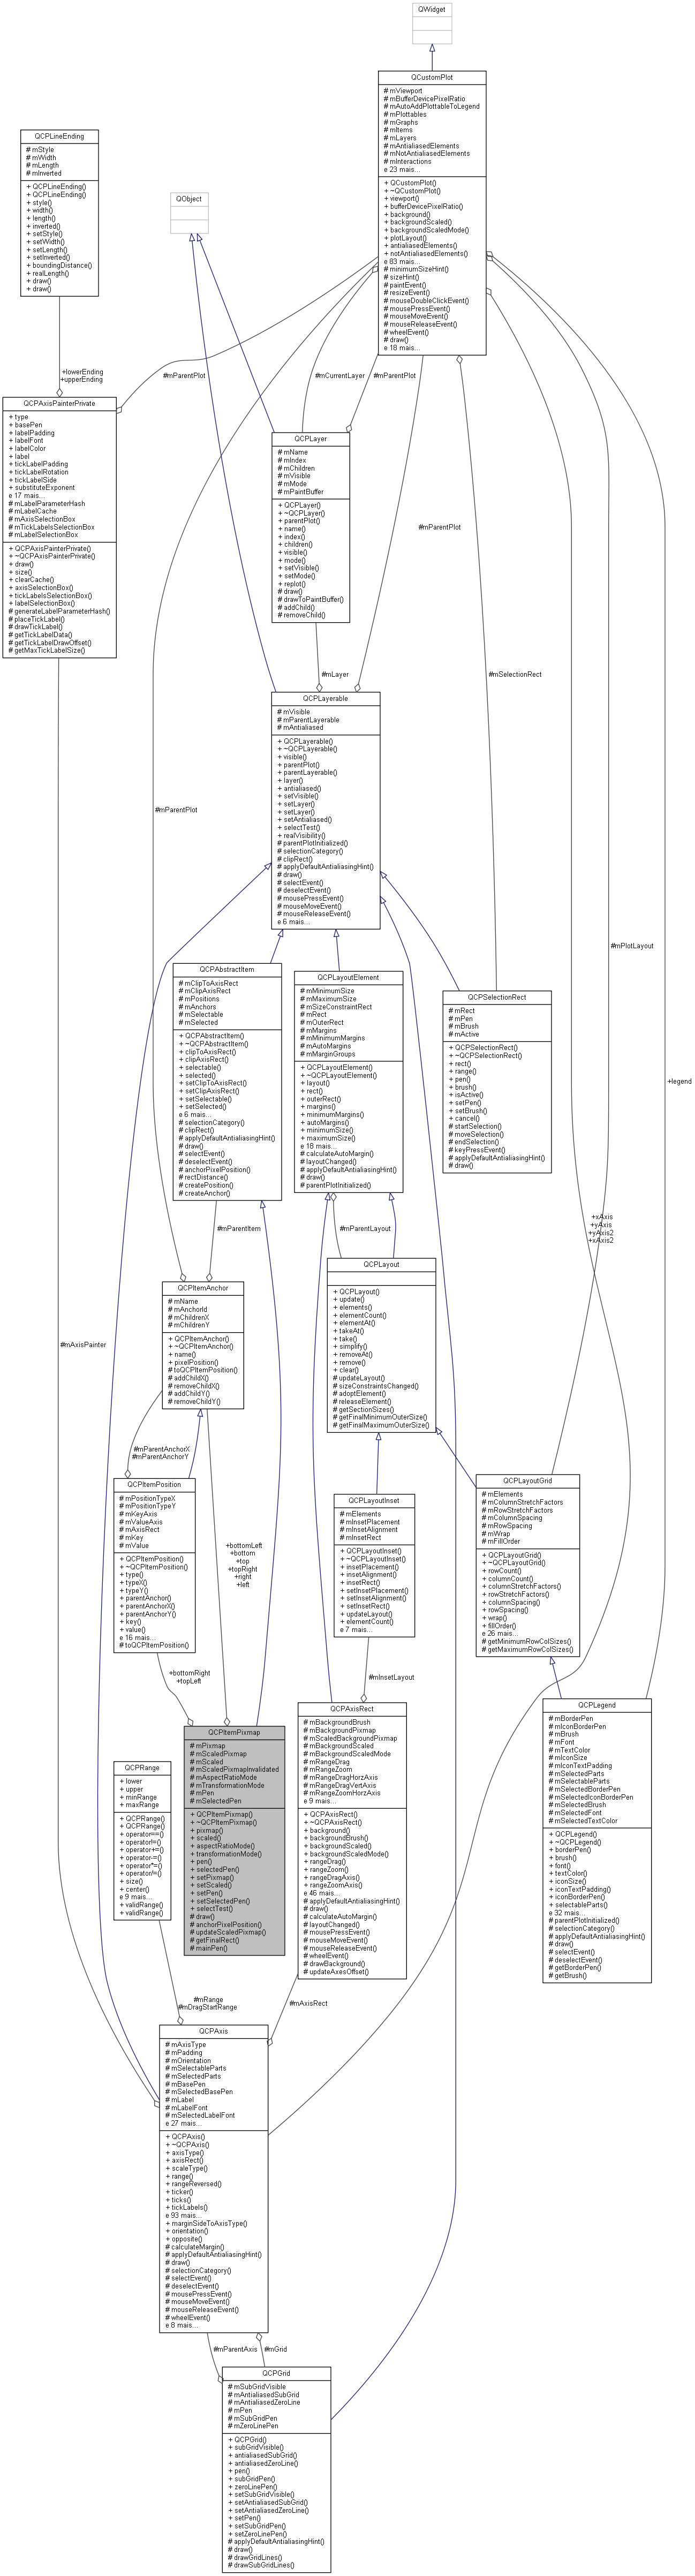 QWidget
QCustomPlot
# mViewport
# mBufferDevicePixelRatio
# mAutoAddPlottableToLegend
# mPlottables
# mGraphs
# mItems
# mLayers
# mAntialiasedElements
# mNotAntialiasedElements
# mInteractions
e 23 mais...
+ QCustomPlot()
+ ~QCustomPlot()
+ viewport()
+ bufferDevicePixelRatio()
+ background()
+ backgroundScaled()
+ backgroundScaledMode()
+ plotLayout()
+ antialiasedElements()
+ notAntialiasedElements()
e 83 mais...
# minimumSizeHint()
# sizeHint()
# paintEvent()
# resizeEvent()
# mouseDoubleClickEvent()
# mousePressEvent()
# mouseMoveEvent()
# mouseReleaseEvent()
# wheelEvent()
# draw()
e 18 mais...
QCPLineEnding
# mStyle
# mWidth
# mLength
# mInverted
+ QCPLineEnding()
+ QCPLineEnding()
+ style()
+ width()
+ length()
+ inverted()
+ setStyle()
+ setWidth()
+ setLength()
+ setInverted()
+ boundingDistance()
+ realLength()
+ draw()
+ draw()
QObject
+lowerEnding
+upperEnding
#mParentPlot
#mCurrentLayer
#mParentPlot
QCPAxisPainterPrivate
+ type
+ basePen
+ labelPadding
+ labelFont
+ labelColor
+ label
+ tickLabelPadding
+ tickLabelRotation
+ tickLabelSide
+ substituteExponent
e 17 mais...
# mLabelParameterHash
# mLabelCache
# mAxisSelectionBox
# mTickLabelsSelectionBox
# mLabelSelectionBox
+ QCPAxisPainterPrivate()
+ ~QCPAxisPainterPrivate()
+ draw()
+ size()
+ clearCache()
+ axisSelectionBox()
+ tickLabelsSelectionBox()
+ labelSelectionBox()
# generateLabelParameterHash()
# placeTickLabel()
# drawTickLabel()
# getTickLabelData()
# getTickLabelDrawOffset()
# getMaxTickLabelSize()
QCPLayer
# mName
# mIndex
# mChildren
# mVisible
# mMode
# mPaintBuffer
+ QCPLayer()
+ ~QCPLayer()
+ parentPlot()
+ name()
+ index()
+ children()
+ visible()
+ mode()
+ setVisible()
+ setMode()
+ replot()
# draw()
# drawToPaintBuffer()
# addChild()
# removeChild()
#mParentPlot
#mLayer
#mSelectionRect
#mPlotLayout
+legend
#mParentPlot
QCPLayerable
# mVisible
# mParentLayerable
# mAntialiased
+ QCPLayerable()
+ ~QCPLayerable()
+ visible()
+ parentPlot()
+ parentLayerable()
+ layer()
+ antialiased()
+ setVisible()
+ setLayer()
+ setLayer()
+ setAntialiased()
+ selectTest()
+ realVisibility()
# parentPlotInitialized()
# selectionCategory()
# clipRect()
# applyDefaultAntialiasingHint()
# draw()
# selectEvent()
# deselectEvent()
# mousePressEvent()
# mouseMoveEvent()
# mouseReleaseEvent()
e 6 mais...
QCPAbstractItem
# mClipToAxisRect
# mClipAxisRect
# mPositions
# mAnchors
# mSelectable
# mSelected
+ QCPAbstractItem()
+ ~QCPAbstractItem()
+ clipToAxisRect()
+ clipAxisRect()
+ selectable()
+ selected()
+ setClipToAxisRect()
+ setClipAxisRect()
+ setSelectable()
+ setSelected()
e 6 mais...
# selectionCategory()
# clipRect()
# applyDefaultAntialiasingHint()
# draw()
# selectEvent()
# deselectEvent()
# anchorPixelPosition()
# rectDistance()
# createPosition()
# createAnchor()
QCPLayoutElement
# mMinimumSize
# mMaximumSize
# mSizeConstraintRect
# mRect
# mOuterRect
# mMargins
# mMinimumMargins
# mAutoMargins
# mMarginGroups
+ QCPLayoutElement()
+ ~QCPLayoutElement()
+ layout()
+ rect()
+ outerRect()
+ margins()
+ minimumMargins()
+ autoMargins()
+ minimumSize()
+ maximumSize()
e 18 mais...
# calculateAutoMargin()
# layoutChanged()
# applyDefaultAntialiasingHint()
# draw()
# parentPlotInitialized()
QCPSelectionRect
# mRect
# mPen
# mBrush
# mActive
+ QCPSelectionRect()
+ ~QCPSelectionRect()
+ rect()
+ range()
+ pen()
+ brush()
+ isActive()
+ setPen()
+ setBrush()
+ cancel()
# startSelection()
# moveSelection()
# endSelection()
# keyPressEvent()
# applyDefaultAntialiasingHint()
# draw()
#mParentItem
#mParentLayout
+xAxis
+yAxis
+yAxis2
+xAxis2
QCPItemAnchor
# mName
# mAnchorId
# mChildrenX
# mChildrenY
+ QCPItemAnchor()
+ ~QCPItemAnchor()
+ name()
+ pixelPosition()
# toQCPItemPosition()
# addChildX()
# removeChildX()
# addChildY()
# removeChildY()
QCPLayout
+ QCPLayout()
+ update()
+ elements()
+ elementCount()
+ elementAt()
+ takeAt()
+ take()
+ simplify()
+ removeAt()
+ remove()
+ clear()
# updateLayout()
# sizeConstraintsChanged()
# adoptElement()
# releaseElement()
# getSectionSizes()
# getFinalMinimumOuterSize()
# getFinalMaximumOuterSize()
#mAxisPainter
#mParentAnchorX
#mParentAnchorY
QCPItemPosition
# mPositionTypeX
# mPositionTypeY
# mKeyAxis
# mValueAxis
# mAxisRect
# mKey
# mValue
+ QCPItemPosition()
+ ~QCPItemPosition()
+ type()
+ typeX()
+ typeY()
+ parentAnchor()
+ parentAnchorX()
+ parentAnchorY()
+ key()
+ value()
e 16 mais...
# toQCPItemPosition()
+bottomLeft
+bottom
+top
+topRight
+right
+left
QCPLayoutInset
# mElements
# mInsetPlacement
# mInsetAlignment
# mInsetRect
+ QCPLayoutInset()
+ ~QCPLayoutInset()
+ insetPlacement()
+ insetAlignment()
+ insetRect()
+ setInsetPlacement()
+ setInsetAlignment()
+ setInsetRect()
+ updateLayout()
+ elementCount()
e 7 mais...
QCPLayoutGrid
# mElements
# mColumnStretchFactors
# mRowStretchFactors
# mColumnSpacing
# mRowSpacing
# mWrap
# mFillOrder
+ QCPLayoutGrid()
+ ~QCPLayoutGrid()
+ rowCount()
+ columnCount()
+ columnStretchFactors()
+ rowStretchFactors()
+ columnSpacing()
+ rowSpacing()
+ wrap()
+ fillOrder()
e 26 mais...
# getMinimumRowColSizes()
# getMaximumRowColSizes()
+bottomRight
+topLeft
#mInsetLayout
QCPItemPixmap
# mPixmap
# mScaledPixmap
# mScaled
# mScaledPixmapInvalidated
# mAspectRatioMode
# mTransformationMode
# mPen
# mSelectedPen
+ QCPItemPixmap()
+ ~QCPItemPixmap()
+ pixmap()
+ scaled()
+ aspectRatioMode()
+ transformationMode()
+ pen()
+ selectedPen()
+ setPixmap()
+ setScaled()
+ setPen()
+ setSelectedPen()
+ selectTest()
# draw()
# anchorPixelPosition()
# updateScaledPixmap()
# getFinalRect()
# mainPen()
QCPRange
+ lower
+ upper
+ minRange
+ maxRange
+ QCPRange()
+ QCPRange()
+ operator==()
+ operator!=()
+ operator+=()
+ operator-=()
+ operator*=()
+ operator/=()
+ size()
+ center()
e 9 mais...
+ validRange()
+ validRange()
QCPAxisRect
# mBackgroundBrush
# mBackgroundPixmap
# mScaledBackgroundPixmap
# mBackgroundScaled
# mBackgroundScaledMode
# mRangeDrag
# mRangeZoom
# mRangeDragHorzAxis
# mRangeDragVertAxis
# mRangeZoomHorzAxis
e 9 mais...
+ QCPAxisRect()
+ ~QCPAxisRect()
+ background()
+ backgroundBrush()
+ backgroundScaled()
+ backgroundScaledMode()
+ rangeDrag()
+ rangeZoom()
+ rangeDragAxis()
+ rangeZoomAxis()
e 46 mais...
# applyDefaultAntialiasingHint()
# draw()
# calculateAutoMargin()
# layoutChanged()
# mousePressEvent()
# mouseMoveEvent()
# mouseReleaseEvent()
# wheelEvent()
# drawBackground()
# updateAxesOffset()
QCPLegend
# mBorderPen
# mIconBorderPen
# mBrush
# mFont
# mTextColor
# mIconSize
# mIconTextPadding
# mSelectedParts
# mSelectableParts
# mSelectedBorderPen
# mSelectedIconBorderPen
# mSelectedBrush
# mSelectedFont
# mSelectedTextColor
+ QCPLegend()
+ ~QCPLegend()
+ borderPen()
+ brush()
+ font()
+ textColor()
+ iconSize()
+ iconTextPadding()
+ iconBorderPen()
+ selectableParts()
e 32 mais...
# parentPlotInitialized()
# selectionCategory()
# applyDefaultAntialiasingHint()
# draw()
# selectEvent()
# deselectEvent()
# getBorderPen()
# getBrush()
#mRange
#mDragStartRange
#mAxisRect
QCPAxis
# mAxisType
# mPadding
# mOrientation
# mSelectableParts
# mSelectedParts
# mBasePen
# mSelectedBasePen
# mLabel
# mLabelFont
# mSelectedLabelFont
e 27 mais...
+ QCPAxis()
+ ~QCPAxis()
+ axisType()
+ axisRect()
+ scaleType()
+ range()
+ rangeReversed()
+ ticker()
+ ticks()
+ tickLabels()
e 93 mais...
+ marginSideToAxisType()
+ orientation()
+ opposite()
# calculateMargin()
# applyDefaultAntialiasingHint()
# draw()
# selectionCategory()
# selectEvent()
# deselectEvent()
# mousePressEvent()
# mouseMoveEvent()
# mouseReleaseEvent()
# wheelEvent()
e 8 mais...
#mParentAxis
#mGrid
QCPGrid
# mSubGridVisible
# mAntialiasedSubGrid
# mAntialiasedZeroLine
# mPen
# mSubGridPen
# mZeroLinePen
+ QCPGrid()
+ subGridVisible()
+ antialiasedSubGrid()
+ antialiasedZeroLine()
+ pen()
+ subGridPen()
+ zeroLinePen()
+ setSubGridVisible()
+ setAntialiasedSubGrid()
+ setAntialiasedZeroLine()
+ setPen()
+ setSubGridPen()
+ setZeroLinePen()
# applyDefaultAntialiasingHint()
# draw()
# drawGridLines()
# drawSubGridLines()